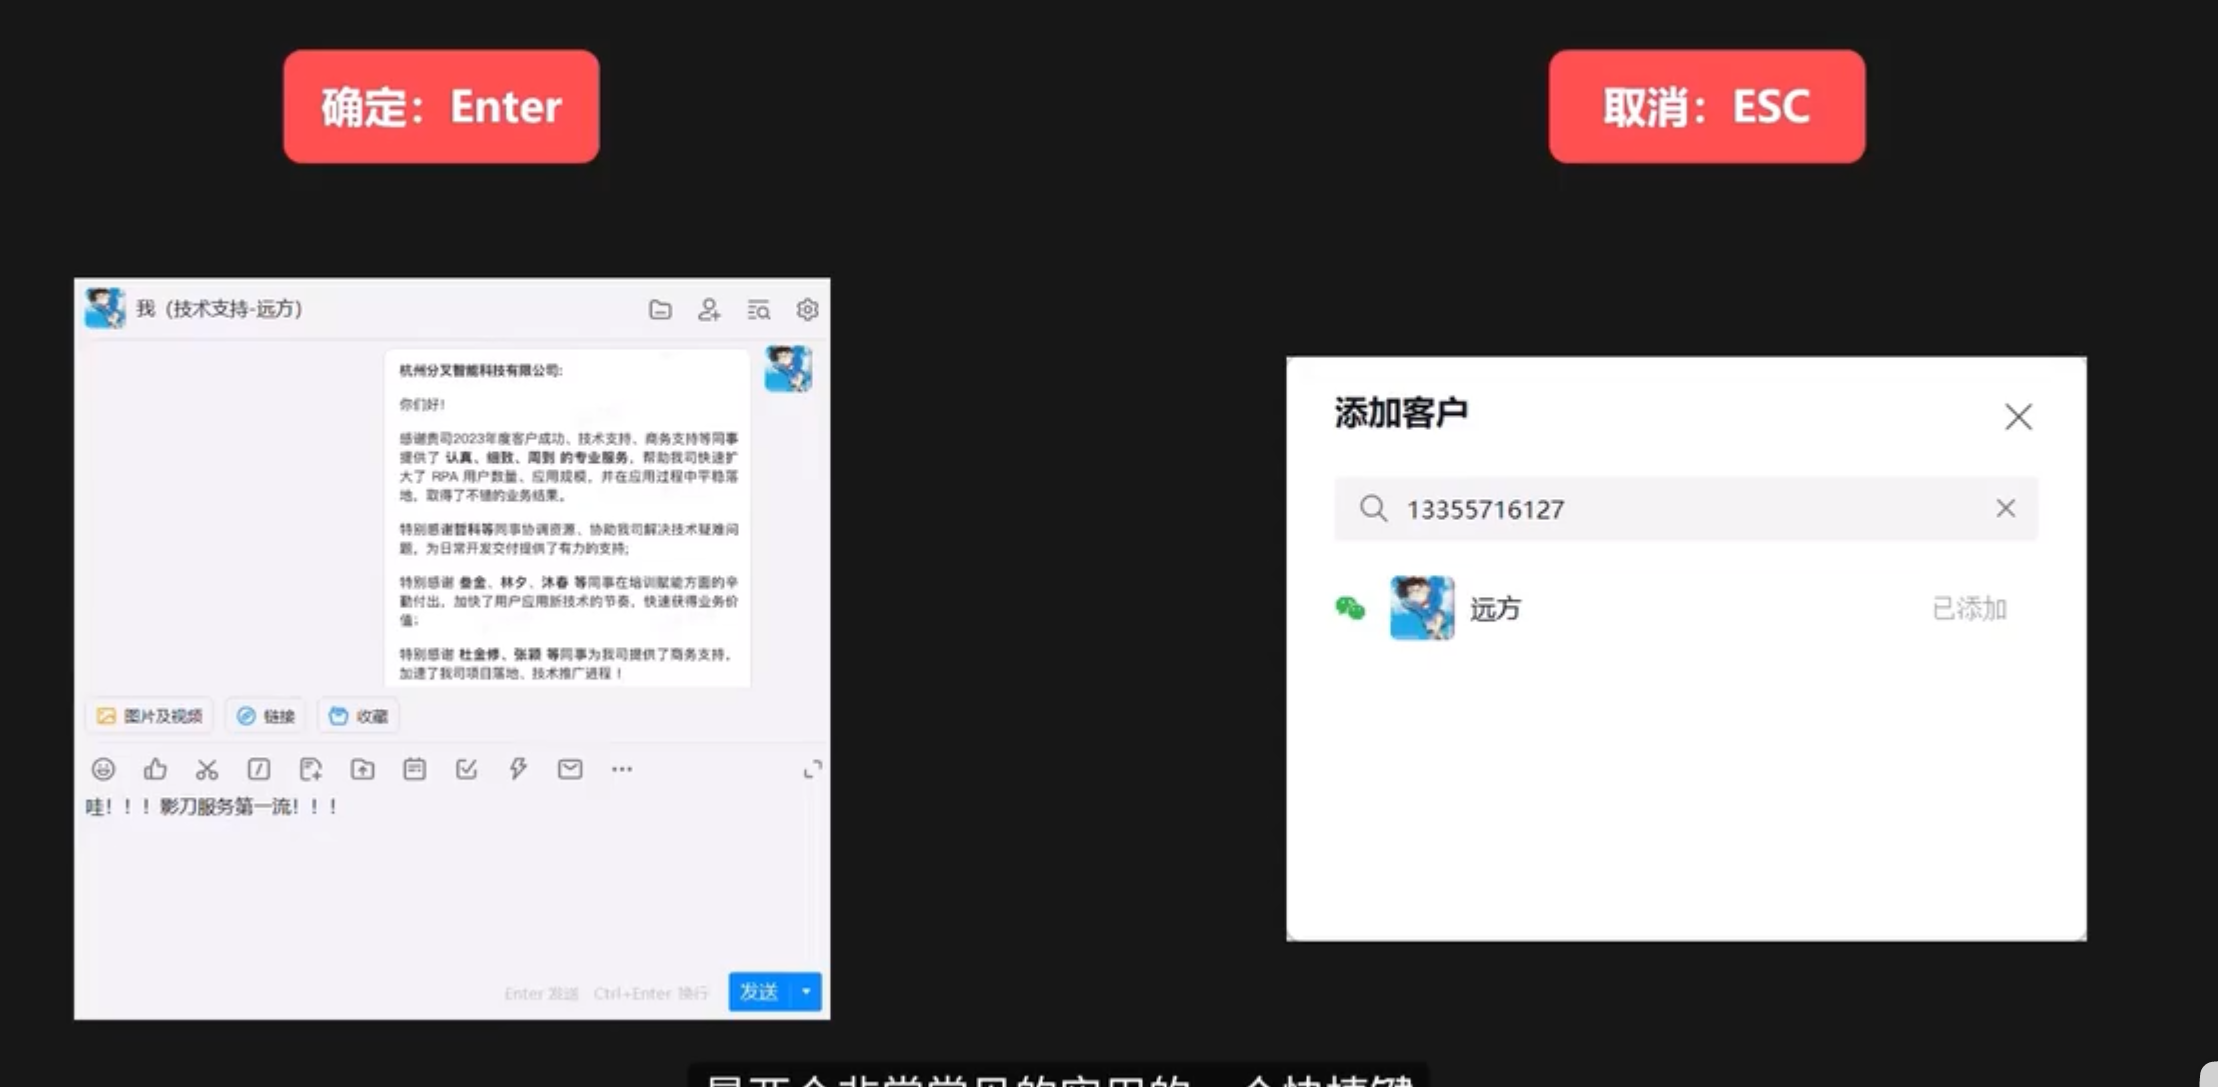 确定：Enter
取消：ESC
我（技术支持-远方）
杭州分叉智能科技有限公司:
你们好!
感谢贵司2023年度客户成功、技术支持、商务支持等同事
提供了 认真、细致、周到 的专业服务，帮助我司快速扩
大了 RPA 用户数量、应用规模，并在应用过程中平稳落
地，取得了不错的业务结果。
特别感谢哲科等同事协调资源、协助我司解决技术疑难问
题，为日常开发交付提供了有力的支持;
特别感谢 叁金、林夕、沐春 等同事在培训赋能方面的辛
勤付出，加快了用户应用新技术的节奏，快速获得业务价
值;
特别感谢 杜金修、张颖 等同事为我司提供了商务支持，
加速了我司项目落地、技术推广进程！
图片及视频 链接 收藏
哇！！！影刀服务第一流！！！
Enter 发送 Ctrl+Enter 换行 发送
添加客户
13355716127
远方 已添加